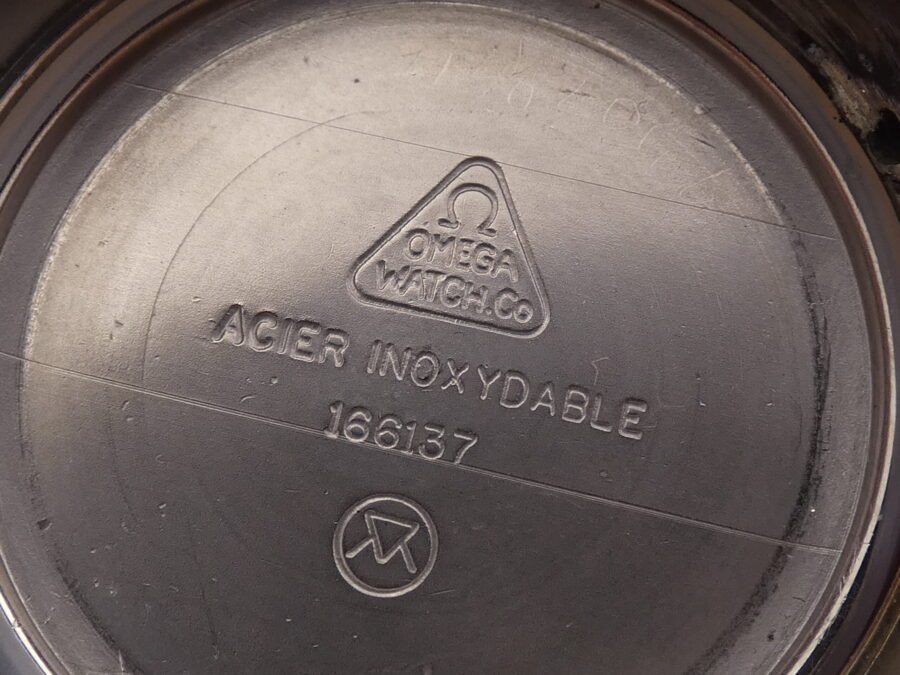 Ω
OMEGA
WATCH.Co
ACIER INOXYDABLE
166137